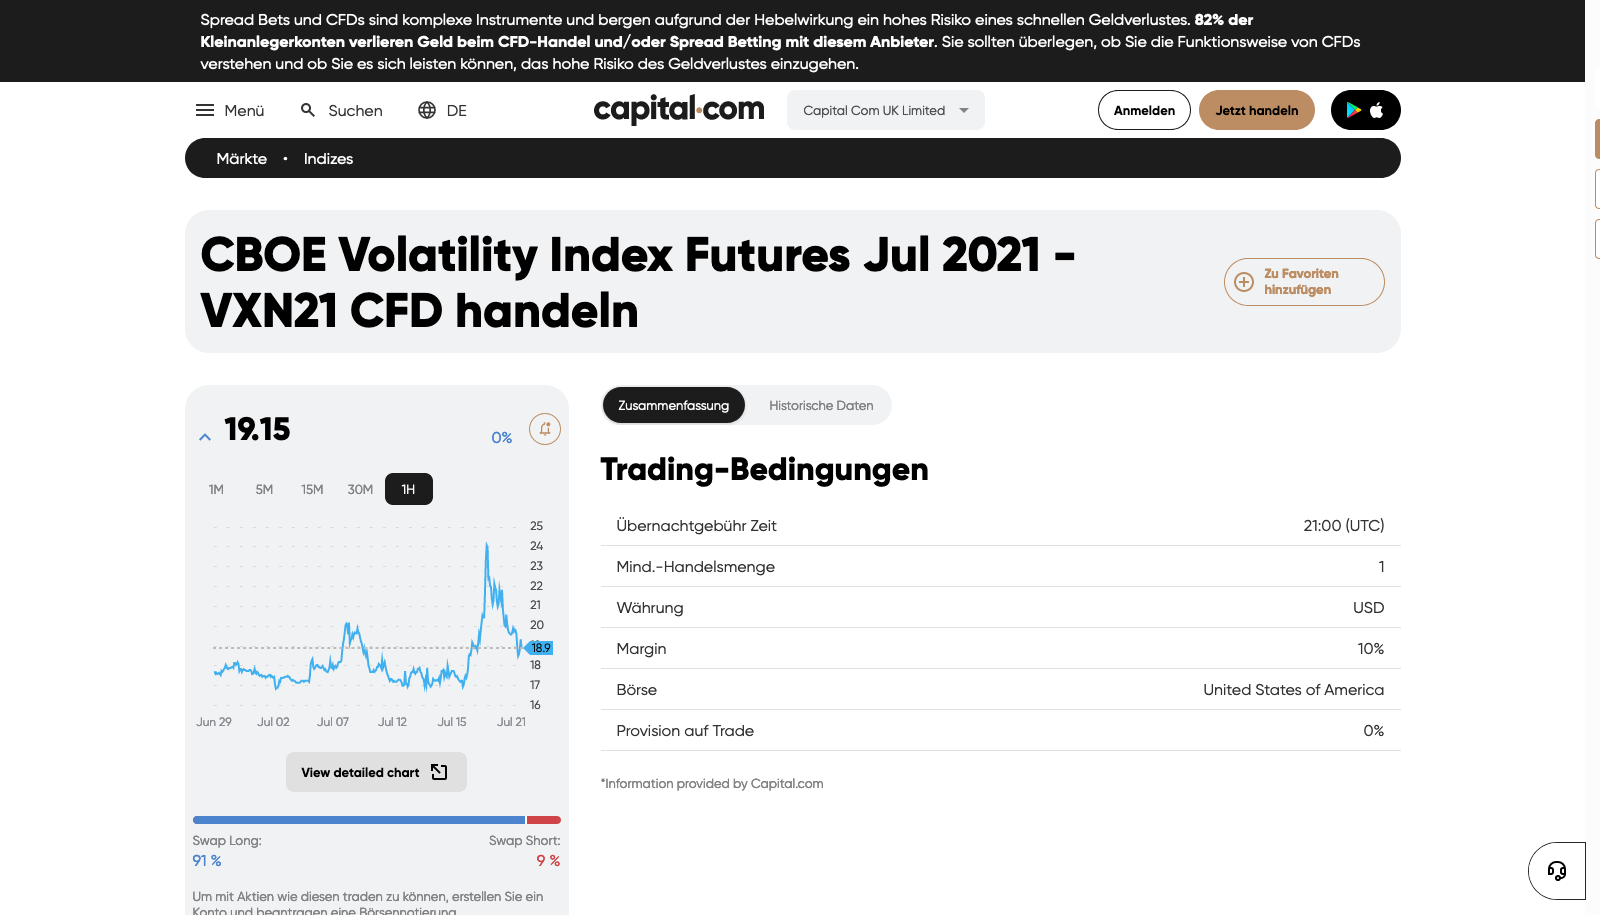 Spread Bets und CFDs sind komplexe Instrumente und bergen aufgrund der Hebelwirkung ein hohes Risiko eines schnellen Geldverlustes. 82% der
Kleinanlegerkonten verlieren Geld beim CFD-Handel und/oder Spread Betting mit diesem Anbieter. Sie sollten überlegen, ob Sie die Funktionsweise von CFDs
verstehen und ob Sie es sich leisten können, das hohe Risiko des Geldverlustes einzugehen.
Menü Suchen DE capital.com Capital Com UK Limited Anmelden Jetzt handeln
Märkte • Indizes
CBOE Volatility Index Futures Jul 2021 -
VXN21 CFD handeln
Zu Favoriten
hinzufügen
19.15 0%
1M 5M 15M 30M 1H
25
24
23
22
21
20
18.9
18
17
16
Jun 29 Jul 02 Jul 07 Jul 12 Jul 15 Jul 21
View detailed chart
Swap Long: Swap Short:
91 % 9 %
Um mit Aktien wie diesen traden zu können, erstellen Sie ein
Konto und beantragen eine Börsennotierung
Zusammenfassung Historische Daten
Trading-Bedingungen
Übernachtgebühr Zeit 21:00 (UTC)
Mind.-Handelsmenge 1
Währung USD
Margin 10%
Börse United States of America
Provision auf Trade 0%
*Information provided by Capital.com